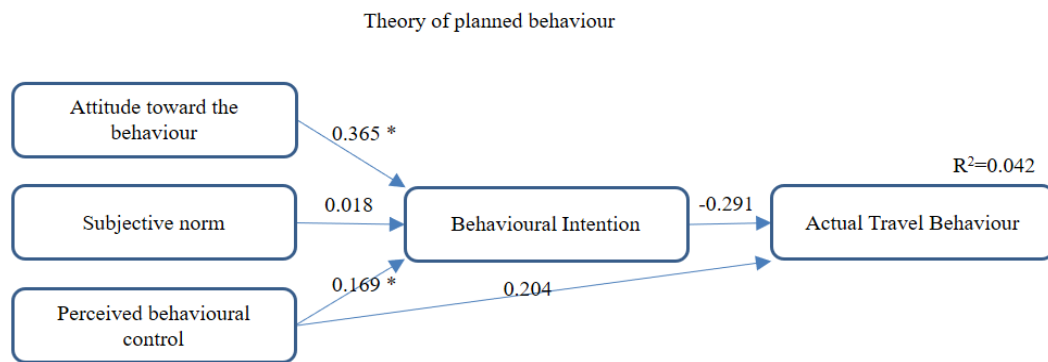 Theory of planned behaviour
Attitude toward the
behaviour
0.365 *
R²=0.042
Subjective norm
0.018
Behavioural Intention
-0.291
Actual Travel Behaviour
0.169 *
0.204
Perceived behavioural
control